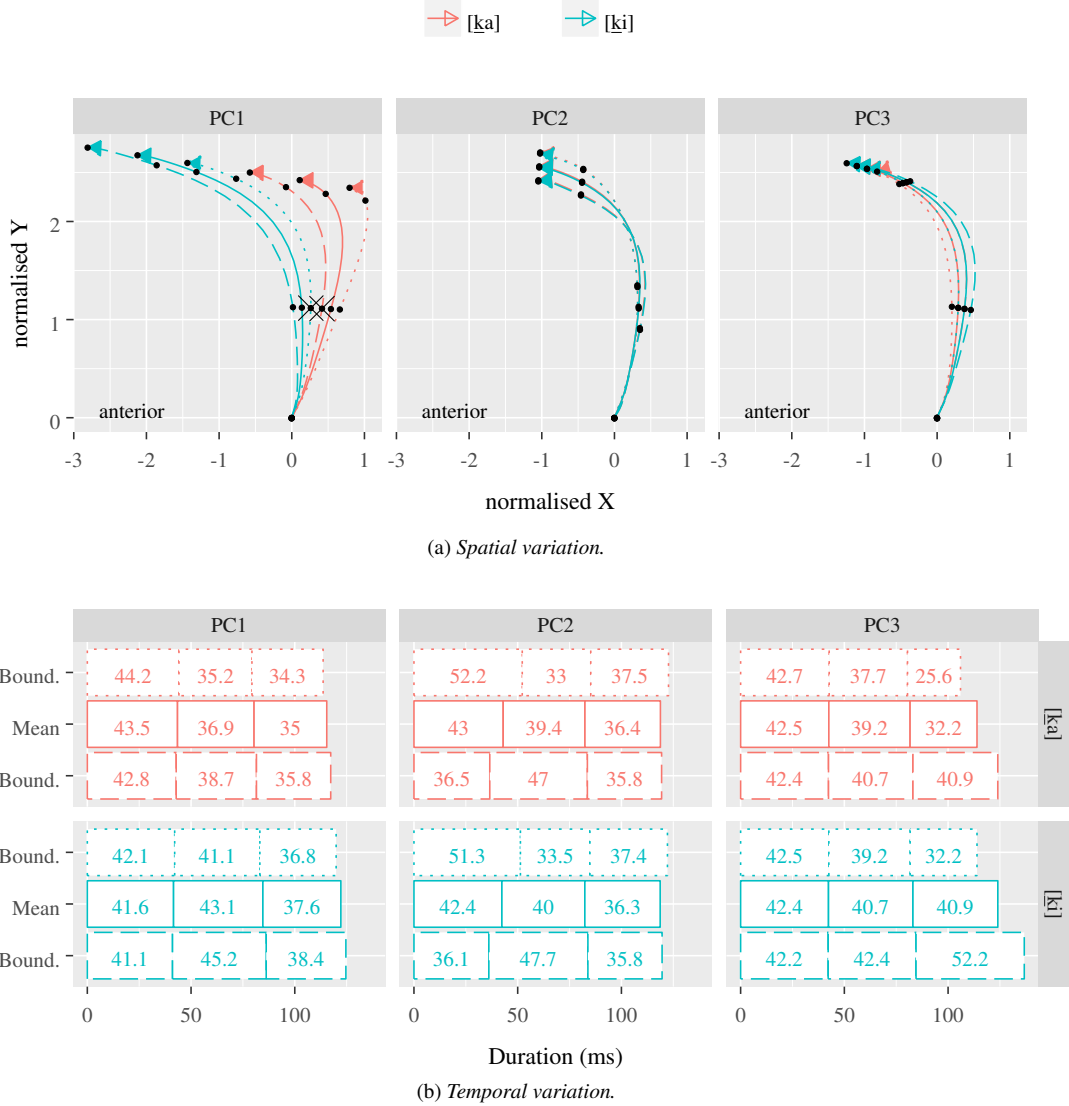 [ka] [ki]
PC1 PC2 PC3
normalised Y
2
1
0
anterior anterior anterior
-3 -2 -1 0 1 -3 -2 -1 0 1 -3 -2 -1 0 1
normalised X
(a) Spatial variation.
PC1 PC2 PC3
Bound. 44.2 35.2 34.3 52.2 33 37.5 42.7 37.7 25.6
Mean 43.5 36.9 35 43 39.4 36.4 42.5 39.2 32.2
Bound. 42.8 38.7 35.8 36.5 47 35.8 42.4 40.7 40.9
[ka]
Bound. 42.1 41.1 36.8 51.3 33.5 37.4 42.5 39.2 32.2
Mean 41.6 43.1 37.6 42.4 40 36.3 42.4 40.7 40.9
Bound. 41.1 45.2 38.4 36.1 47.7 35.8 42.2 42.4 52.2
[ki]
0 50 100 0 50 100 0 50 100
Duration (ms)
(b) Temporal variation.